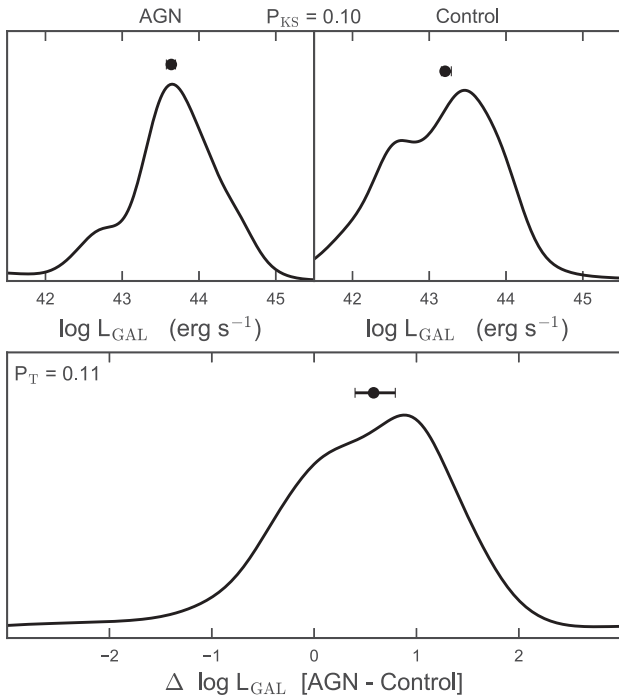 AGN P_KS = 0.10 Control
42 43 44 45 42 43 44 45
log L_GAL (erg s⁻¹) log L_GAL (erg s⁻¹)
P_T = 0.11
−2 −1 0 1 2
Δ log L_GAL [AGN - Control]